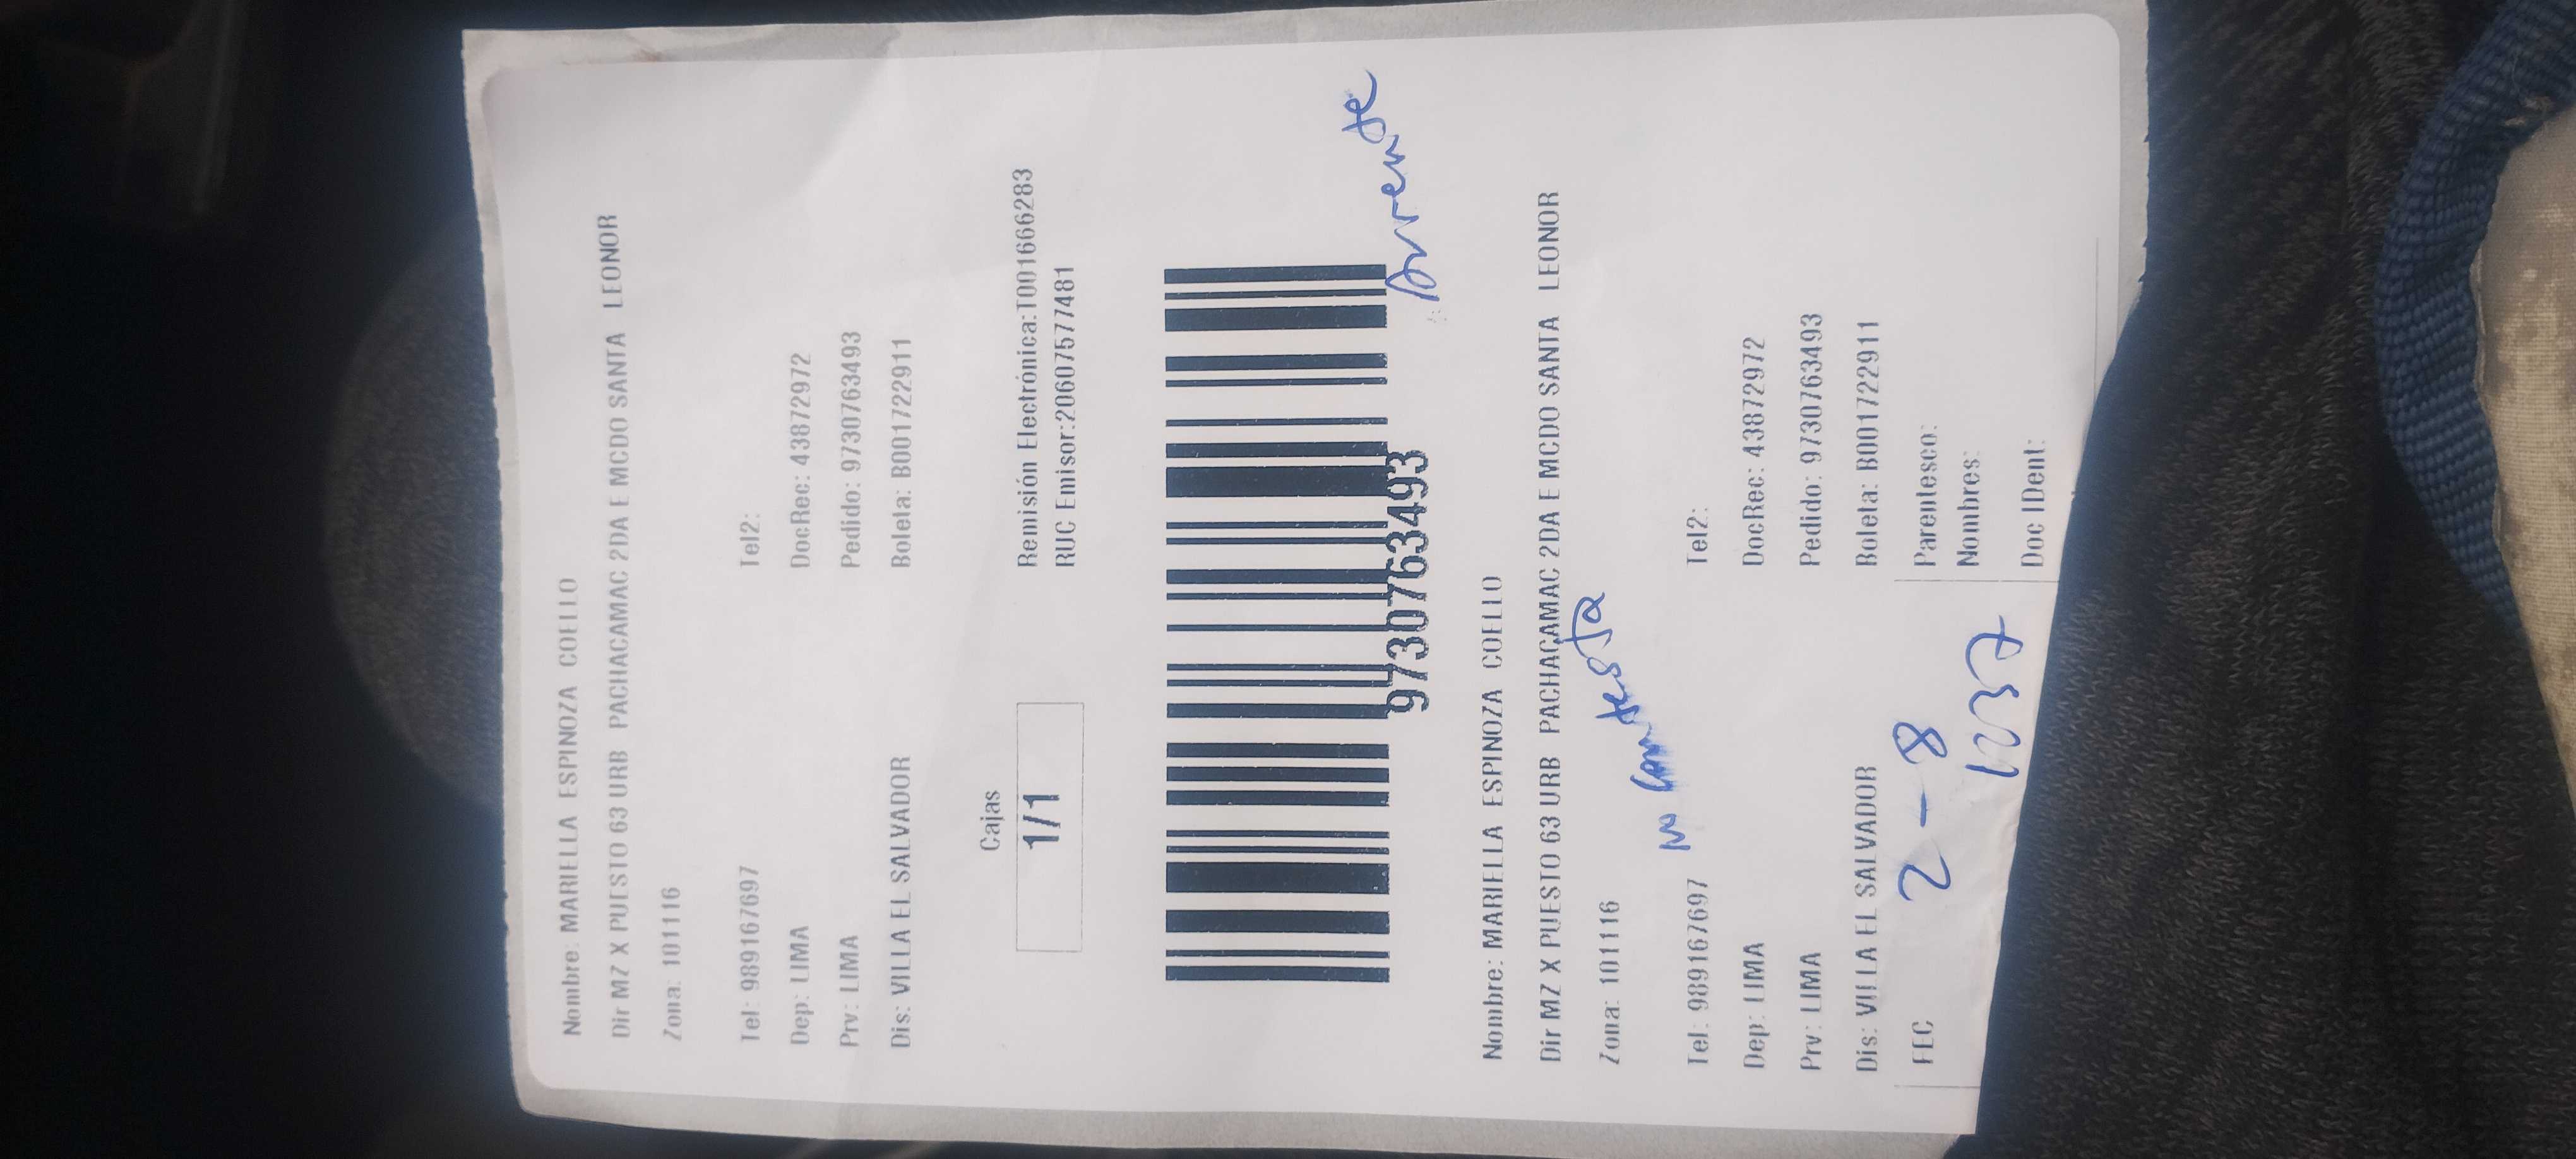 Nombre: MARIELLA ESPINOZA COELLO
Dir MZ X PUESTO 63 URB PACHACAMAC 2DA E MCDO SANTA LEONOR
Zona: 101116
Tel: 989167697 Tel2:
Dep: LIMA DocRec: 43872972
Prv: LIMA Pedido: 9730763493
Dis: VILLA EL SALVADOR Boleta: B001722911
Cajas
1/1
Remisión Electrónica:T001666283
RUC Emisor:20607577481
9730763493
Ausente
Nombre: MARIELLA ESPINOZA COELLO
Dir MZ X PUESTO 63 URB PACHACAMAC 2DA E MCDO SANTA LEONOR
Zona: 101116
No Contesta
Tel: 989167697 Tel2:
Dep: LIMA DocRec: 43872972
Prv: LIMA Pedido: 9730763493
Dis: VILLA EL SALVADOR Boleta: B001722911
FEC 2-8 Parentesco:
1237 Nombres:
Doc IDent: